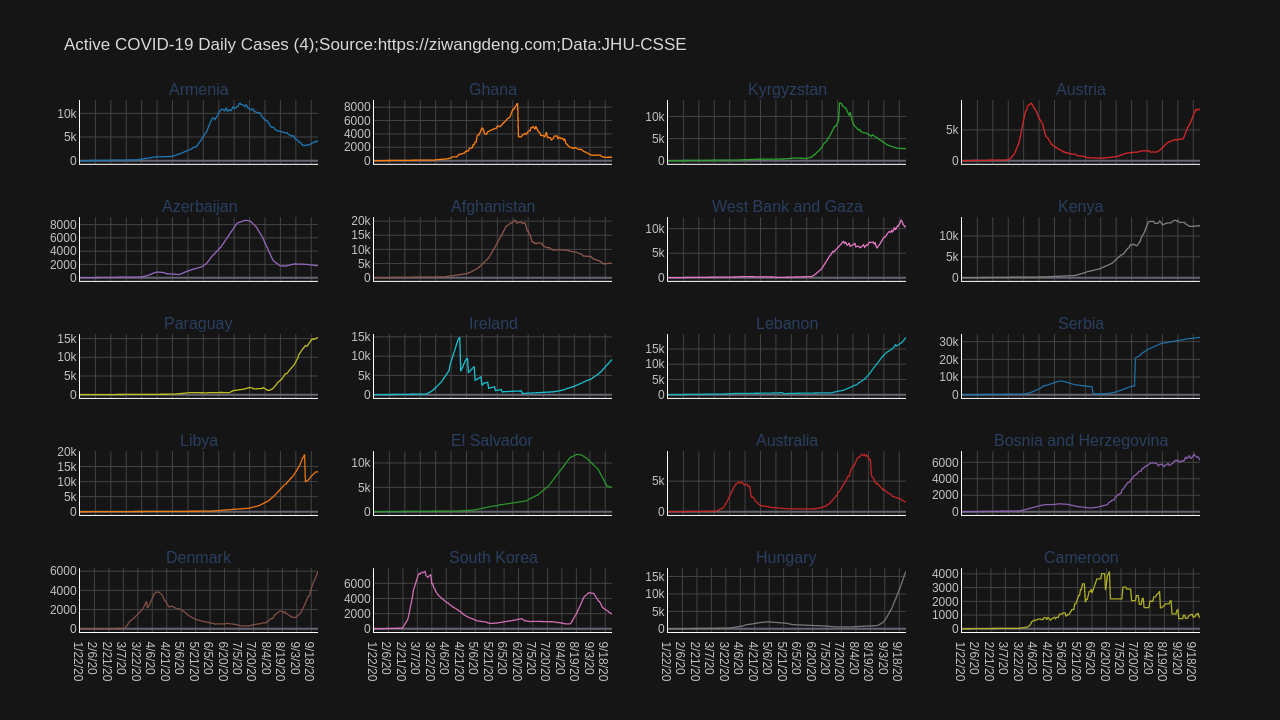 Active COVID-19 Daily Cases (4);Source:https://ziwangdeng.com;Data:JHU-CSSE
Armenia
Ghana
Kyrgyzstan
Austria
10k
5k
0
8000
6000
4000
2000
0
10k
5k
0
5k
0
Azerbaijan
Afghanistan
West Bank and Gaza
Kenya
8000
6000
4000
2000
0
20k
15k
10k
5k
0
10k
5k
0
10k
5k
0
Paraguay
Ireland
Lebanon
Serbia
15k
10k
5k
0
15k
10k
5k
0
15k
10k
5k
0
30k
20k
10k
0
Libya
El Salvador
Australia
Bosnia and Herzegovina
20k
15k
10k
5k
0
10k
5k
0
5k
0
6000
4000
2000
0
Denmark
South Korea
Hungary
Cameroon
6000
4000
2000
0
6000
4000
2000
0
15k
10k
5k
0
4000
3000
2000
1000
0
1/22/20
2/6/20
2/21/20
3/7/20
3/22/20
4/6/20
4/21/20
5/6/20
5/21/20
6/5/20
6/20/20
7/5/20
7/20/20
8/4/20
8/19/20
9/3/20
9/18/20
1/22/20
2/6/20
2/21/20
3/7/20
3/22/20
4/6/20
4/21/20
5/6/20
5/21/20
6/5/20
6/20/20
7/5/20
7/20/20
8/4/20
8/19/20
9/3/20
9/18/20
1/22/20
2/6/20
2/21/20
3/7/20
3/22/20
4/6/20
4/21/20
5/6/20
5/21/20
6/5/20
6/20/20
7/5/20
7/20/20
8/4/20
8/19/20
9/3/20
9/18/20
1/22/20
2/6/20
2/21/20
3/7/20
3/22/20
4/6/20
4/21/20
5/6/20
5/21/20
6/5/20
6/20/20
7/5/20
7/20/20
8/4/20
8/19/20
9/3/20
9/18/20